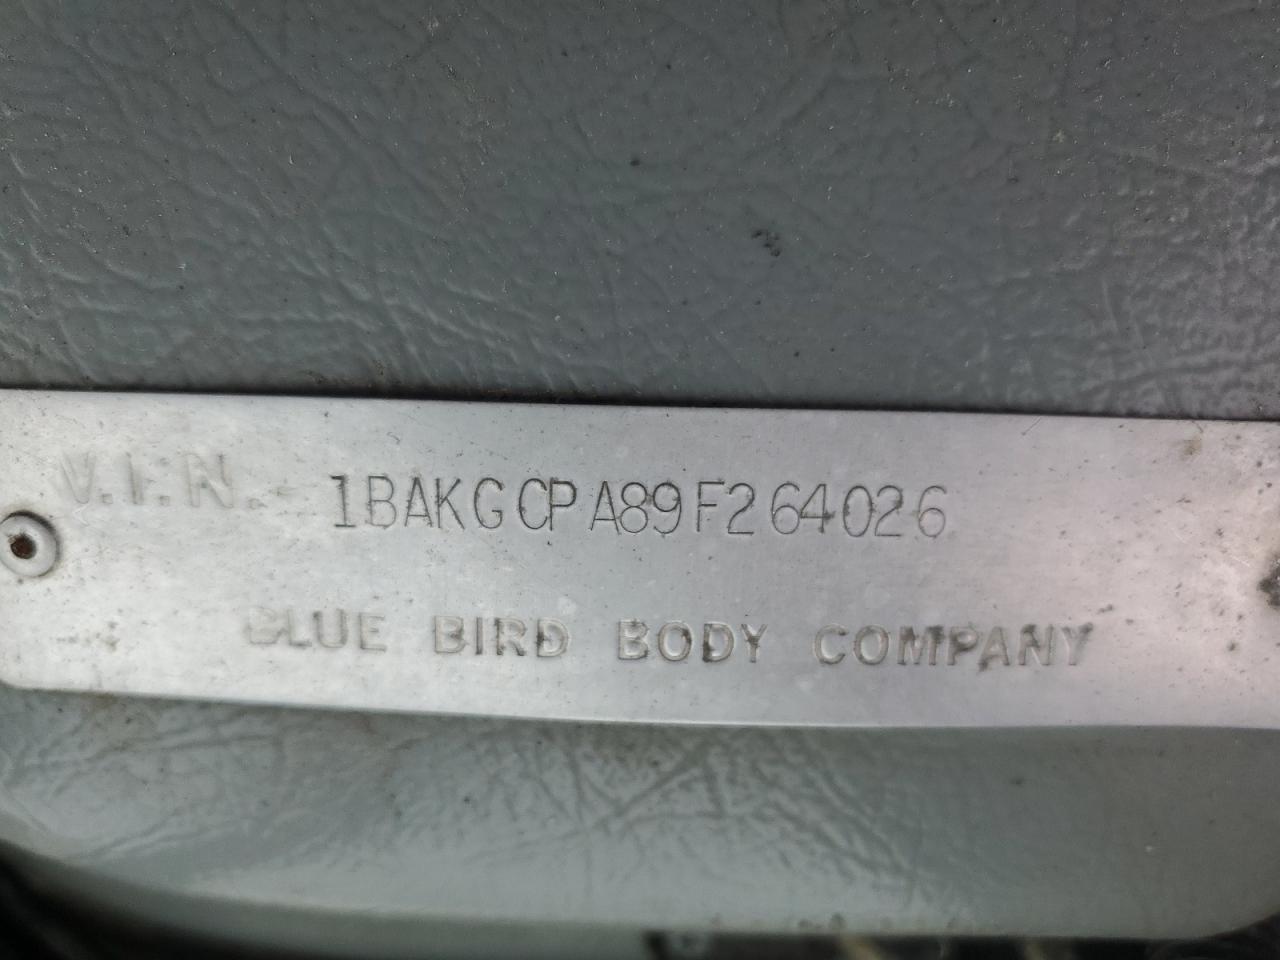 V.I.N. 1BAKGCPA89F264026
BLUE BIRD BODY COMPANY